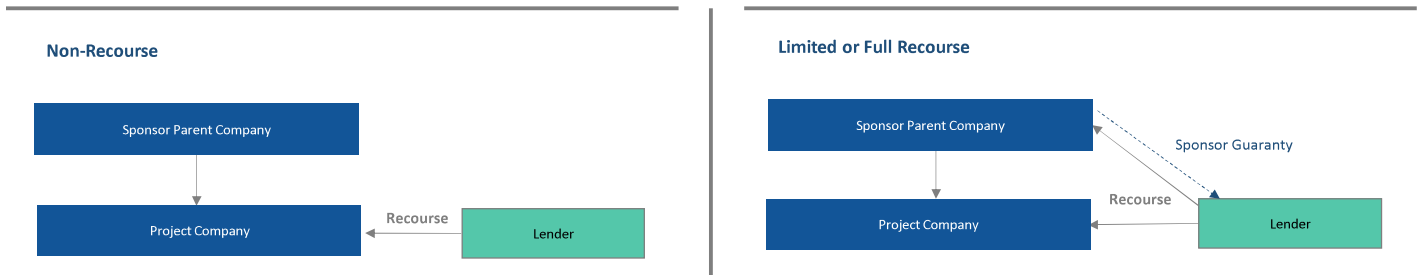 Non-Recourse
Sponsor Parent Company
Project Company
Recourse
Lender
Limited or Full Recourse
Sponsor Parent Company
Sponsor Guaranty
Project Company
Recourse
Lender